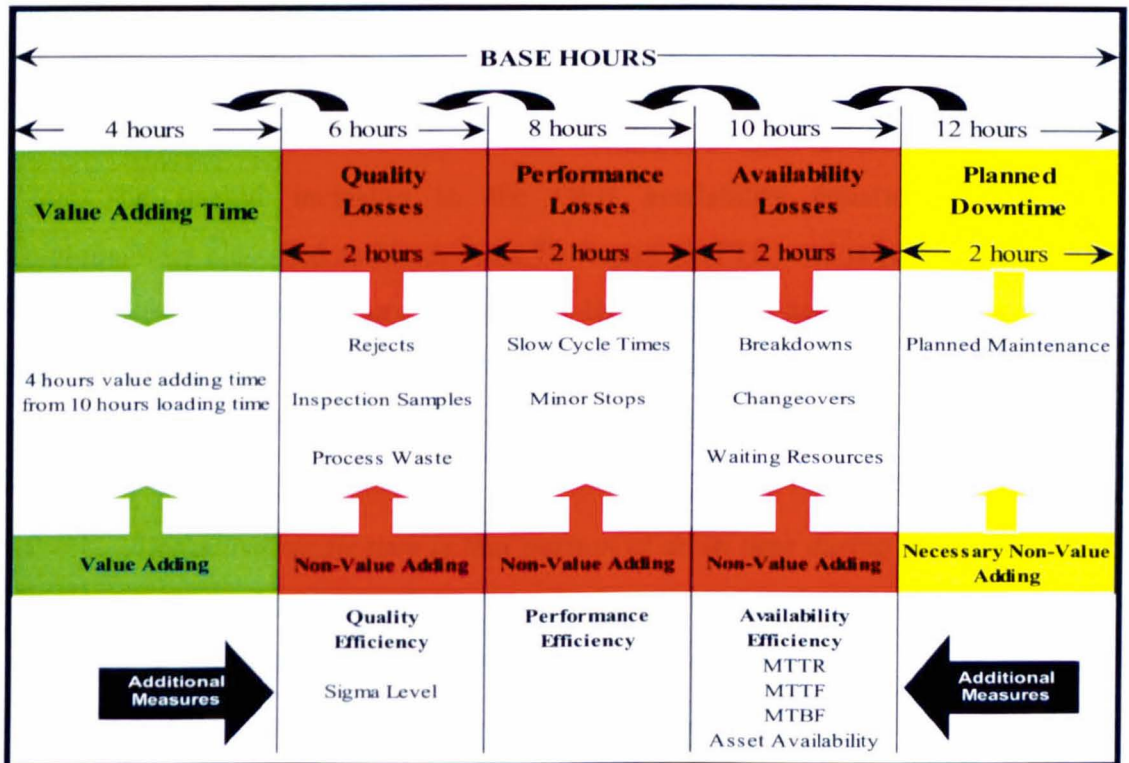 BASE HOURS
4 hours
6 hours
8 hours
10 hours
12 hours
Value Adding Time
Quality
Losses
2 hours
Performance
Losses
2 hours
Availability
Losses
2 hours
Planned
Downtime
2 hours
4 hours value adding time
from 10 hours loading time
Rejects
Inspection Samples
Process Waste
Slow Cycle Times
Minor Stops
Breakdowns
Changeovers
Waiting Resources
Planned Maintenance
Value Adding
Non-Value Adding
Non-Value Adding
Non-Value Adding
Necessary Non-Value
Adding
Additional
Measures
Quality
Efficiency
Sigma Level
Performance
Efficiency
Availability
Efficiency
MTTR
MTTF
MTBF
Asset Availability
Additional
Measures